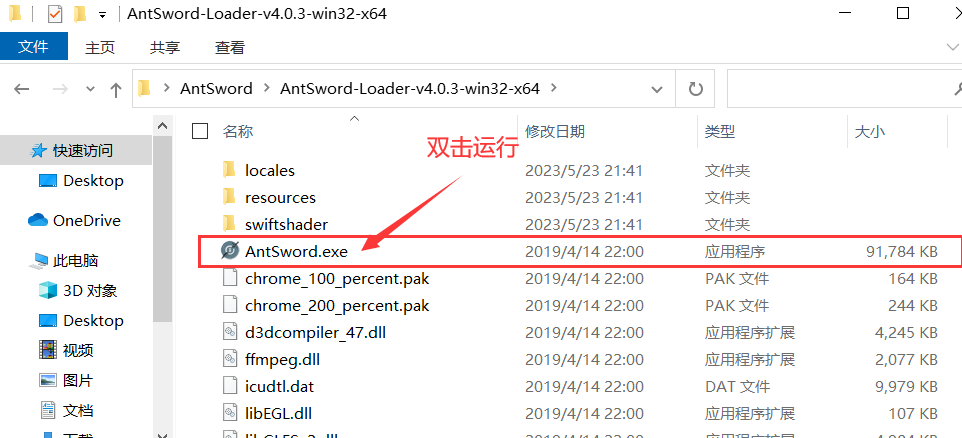 AntSword-Loader-v4.0.3-win32-x64
文件 主页 共享 查看
AntSword AntSword-Loader-v4.0.3-win32-x64
名称 修改日期 类型 大小
双击运行
快速访问
Desktop
OneDrive
此电脑
3D 对象
Desktop
视频
图片
文档
下载
locales 2023/5/23 21:41 文件夹
resources 2023/5/23 21:41 文件夹
swiftshader 2023/5/23 21:41 文件夹
AntSword.exe 2019/4/14 22:00 应用程序 91,784 KB
chrome_100_percent.pak 2019/4/14 22:00 PAK 文件 164 KB
chrome_200_percent.pak 2019/4/14 22:00 PAK 文件 244 KB
d3dcompiler_47.dll 2019/4/14 22:00 应用程序扩展 4,245 KB
ffmpeg.dll 2019/4/14 22:00 应用程序扩展 2,077 KB
icudtl.dat 2019/4/14 22:00 DAT 文件 9,979 KB
libEGL.dll 2019/4/14 22:00 应用程序扩展 107 KB